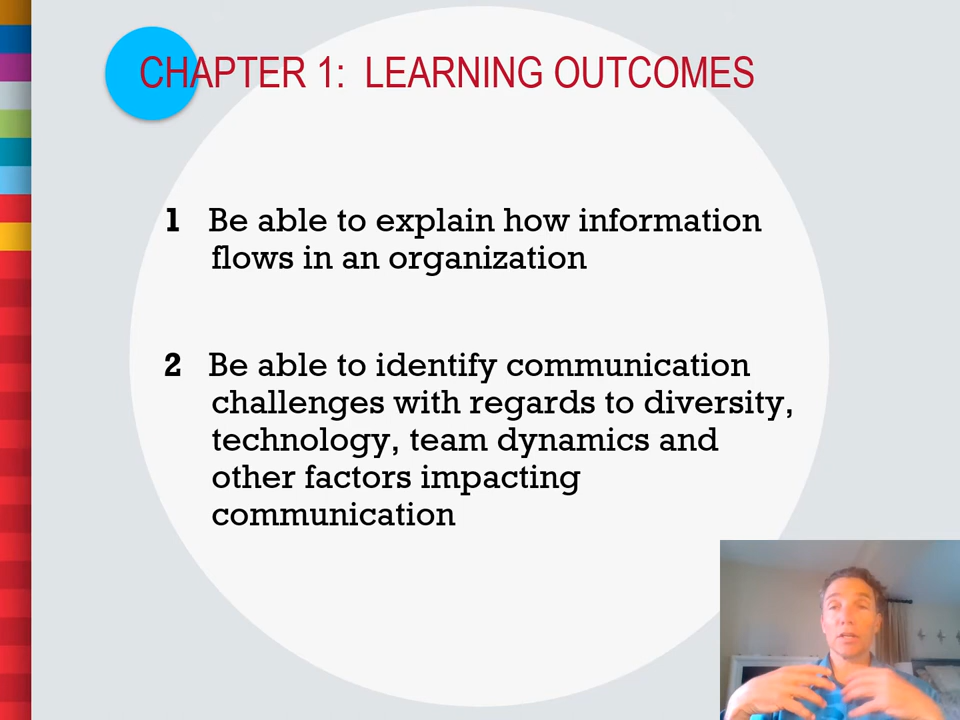 CHAPTER 1: LEARNING OUTCOMES
1 Be able to explain how information
flows in an organization
2 Be able to identify communication
challenges with regards to diversity,
technology, team dynamics and
other factors impacting
communication